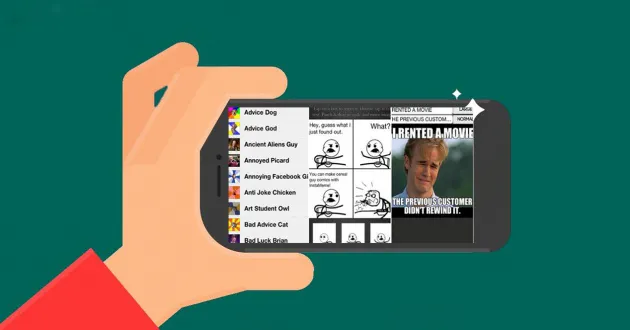 Advice Dog
Advice God
Ancient Aliens Guy
Annoyed Picard
Annoying Facebook Gi
Anti Joke Chicken
Art Student Owl
Bad Advice Cat
Bad Luck Brian
Hey, guess what I
just found out.
What?
You can make cereal
guy comics with
InstaMeme!
RENTED A MOVIE
LARGE
HE PREVIOUS CUSTOM...
NORMAL
I RENTED A MOVIE
THE PREVIOUS CUSTOMER
DIDN'T REWIND IT.